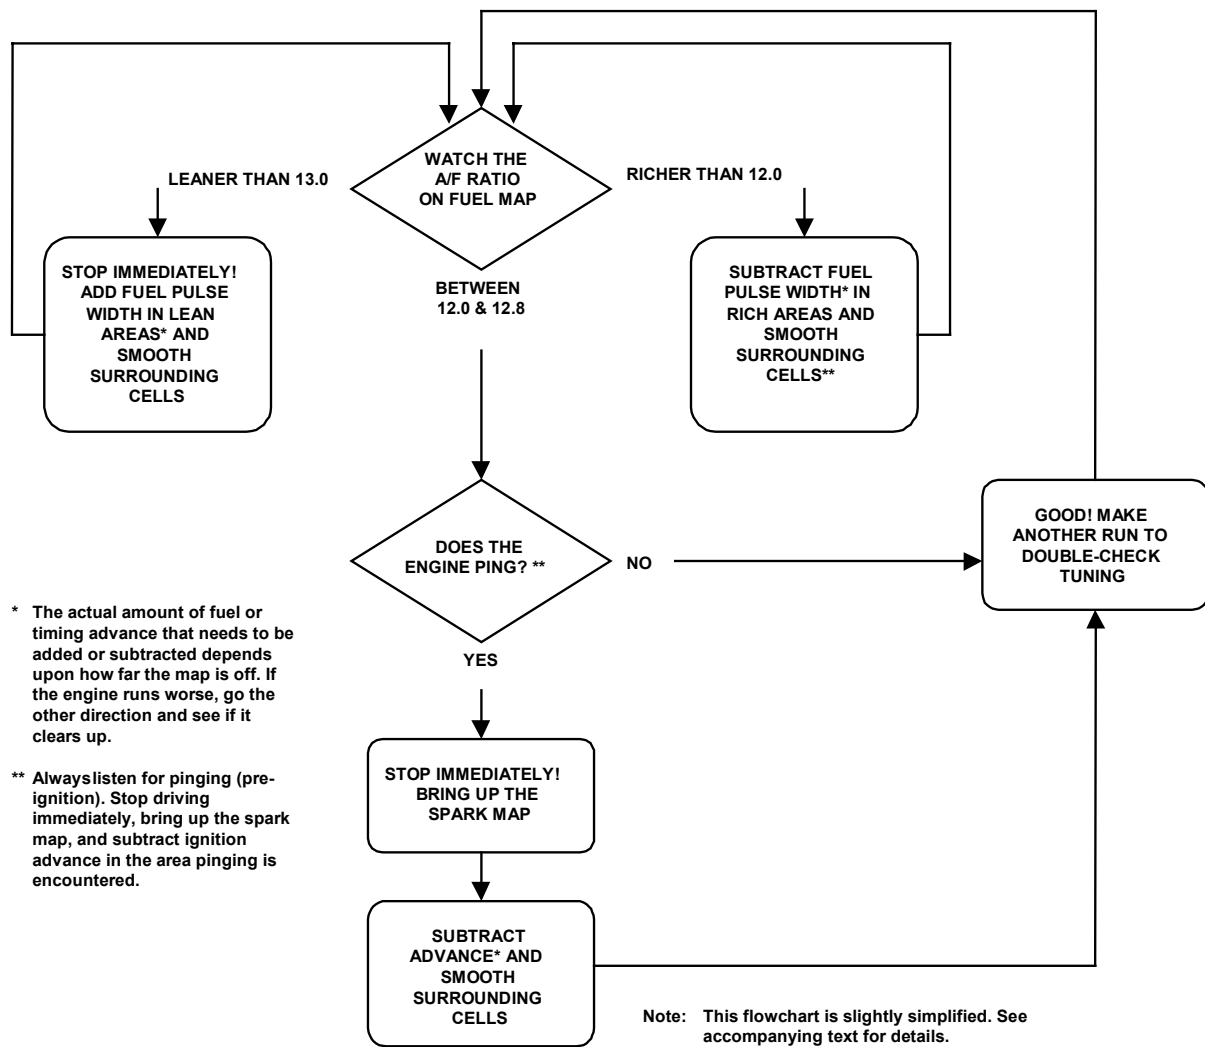 WATCH THE
A/F RATIO
ON FUEL MAP
LEANER THAN 13.0
RICHER THAN 12.0
STOP IMMEDIATELY!
ADD FUEL PULSE
WIDTH IN LEAN
AREAS* AND
SMOOTH
SURROUNDING
CELLS
BETWEEN
12.0 & 12.8
SUBTRACT FUEL
PULSE WIDTH* IN
RICH AREAS AND
SMOOTH
SURROUNDING
CELLS**
DOES THE
ENGINE PING? **
NO
GOOD! MAKE
ANOTHER RUN TO
DOUBLE-CHECK
TUNING
YES
* The actual amount of fuel or
timing advance that needs to be
added or subtracted depends
upon how far the map is off. If
the engine runs worse, go the
other direction and see if it
clears up.
** Alwayslisten for pinging (pre-
ignition). Stop driving
immediately, bring up the spark
map, and subtract ignition
advance in the area pinging is
encountered.
STOP IMMEDIATELY!
BRING UP THE
SPARK MAP
SUBTRACT
ADVANCE* AND
SMOOTH
SURROUNDING
CELLS
Note: This flowchart is slightly simplified. See
accompanying text for details.